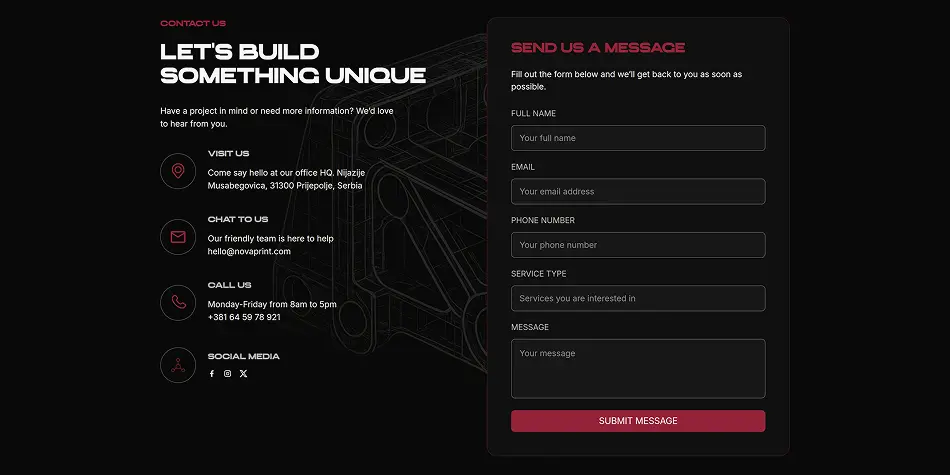 CONTACT US
LET'S BUILD
SOMETHING UNIQUE
Have a project in mind or need more information? We'd love
to hear from you.
VISIT US
Come say hello at our office HQ. Nijazije
Musabegovica, 31300 Prijepolje, Serbia
CHAT TO US
Our friendly team is here to help
hello@novaprint.com
CALL US
Monday-Friday from 8am to 5pm
+381 64 59 78 921
SOCIAL MEDIA
SEND US A MESSAGE
Fill out the form below and we'll get back to you as soon as
possible.
FULL NAME
Your full name
EMAIL
Your email address
PHONE NUMBER
Your phone number
SERVICE TYPE
Services you are interested in
MESSAGE
Your message
SUBMIT MESSAGE